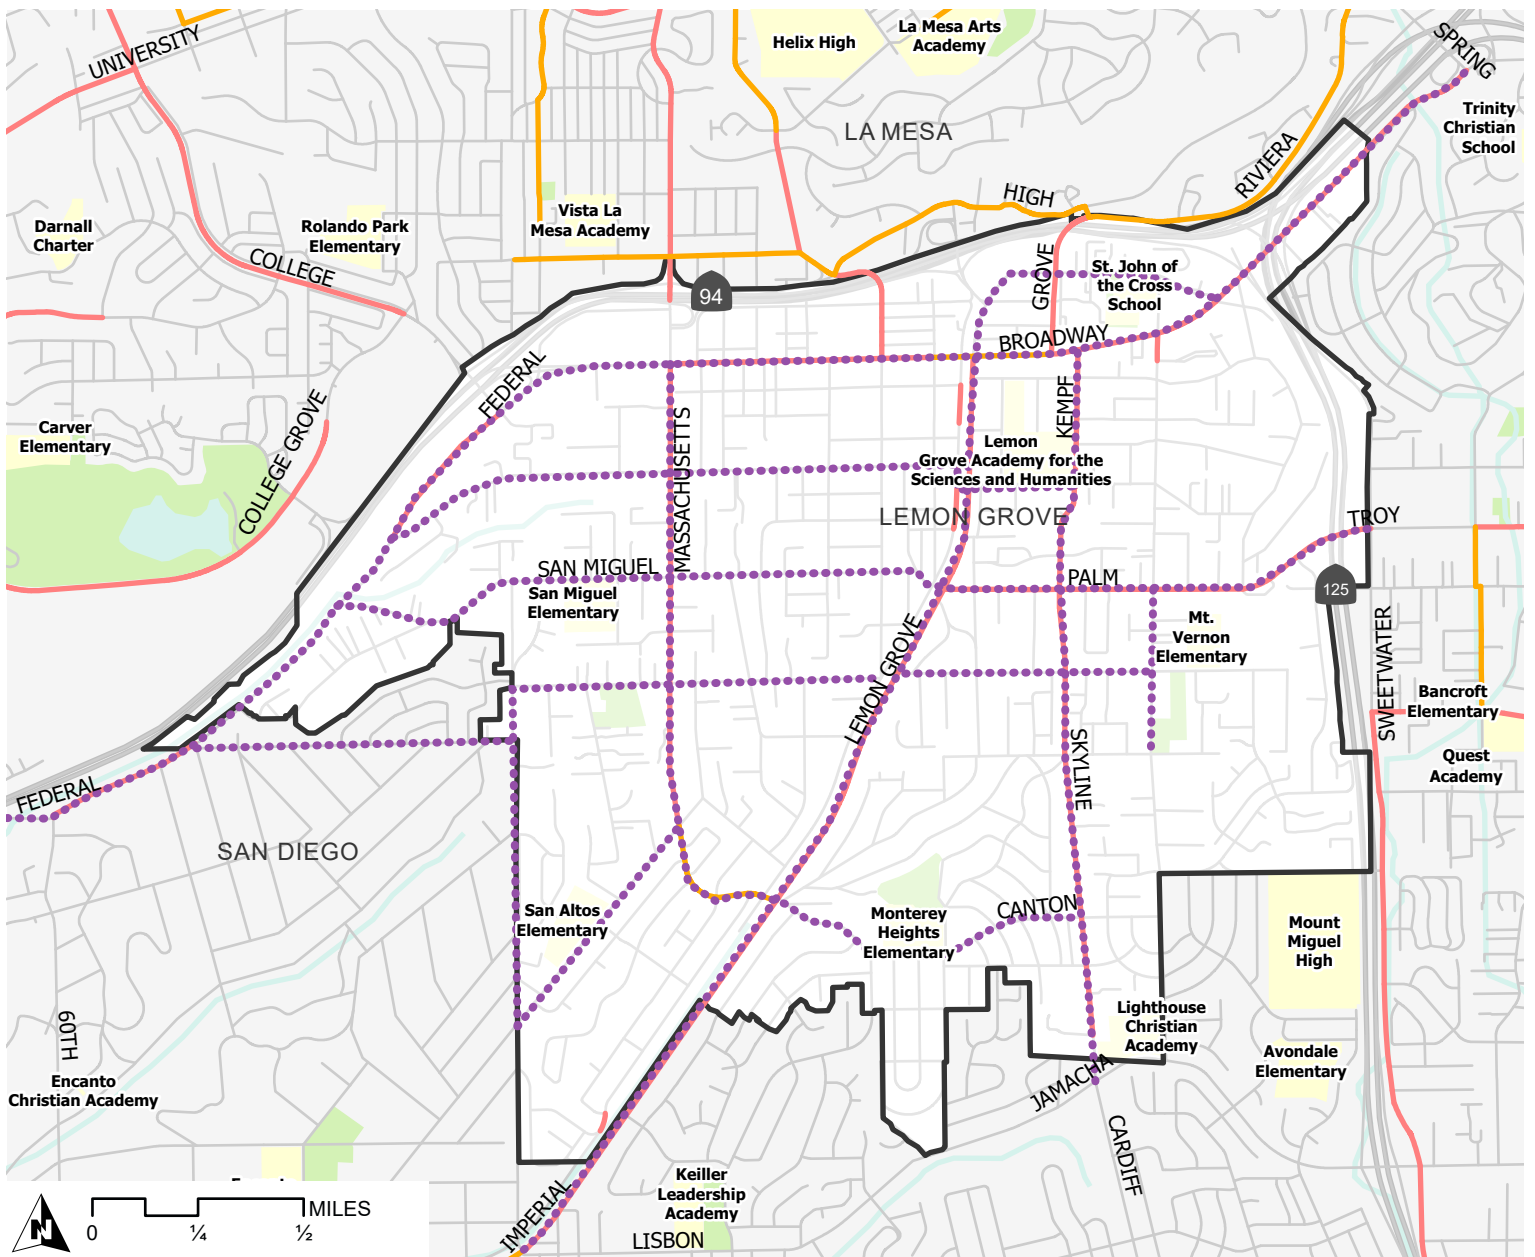 SPRING
UNIVERSITY
Helix High
La Mesa Arts
Academy
LA MESA
Trinity
Christian
School
RIVIERA
HIGH
Darnall
Charter
Rolando Park
Elementary
Vista La
Mesa Academy
COLLEGE
GROVE
St. John of
the Cross
School
94
BROADWAY
FEDERAL
KEMPF
MASSACHUSETTS
COLLEGE GROVE
Carver
Elementary
Lemon
Grove Academy for the
Sciences and Humanities
LEMON GROVE
TROY
SAN MIGUEL
San Miguel
Elementary
PALM
125
Mt.
Vernon
Elementary
SWEETWATER
LEMON GROVE
Bancroft
Elementary
Quest
Academy
SKYLINE
FEDERAL
SAN DIEGO
San Altos
Elementary
Monterey
Heights
Elementary
CANTON
Mount
Miguel
High
60TH
Lighthouse
Christian
Academy
Avondale
Elementary
Encanto
Christian Academy
JAMACHA
CARDIFF
Keiller
Leadership
Academy
IMPERIAL
LISBON
N
0 ¼ ½ MILES